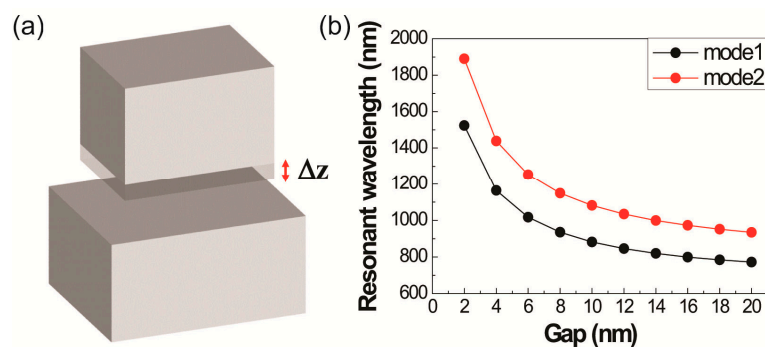 (a)
Δz
(b)
Resonant wavelength (nm)
2000
1800
1600
1400
1200
1000
800
600
mode1
mode2
0 2 4 6 8 10 12 14 16 18 20
Gap (nm)